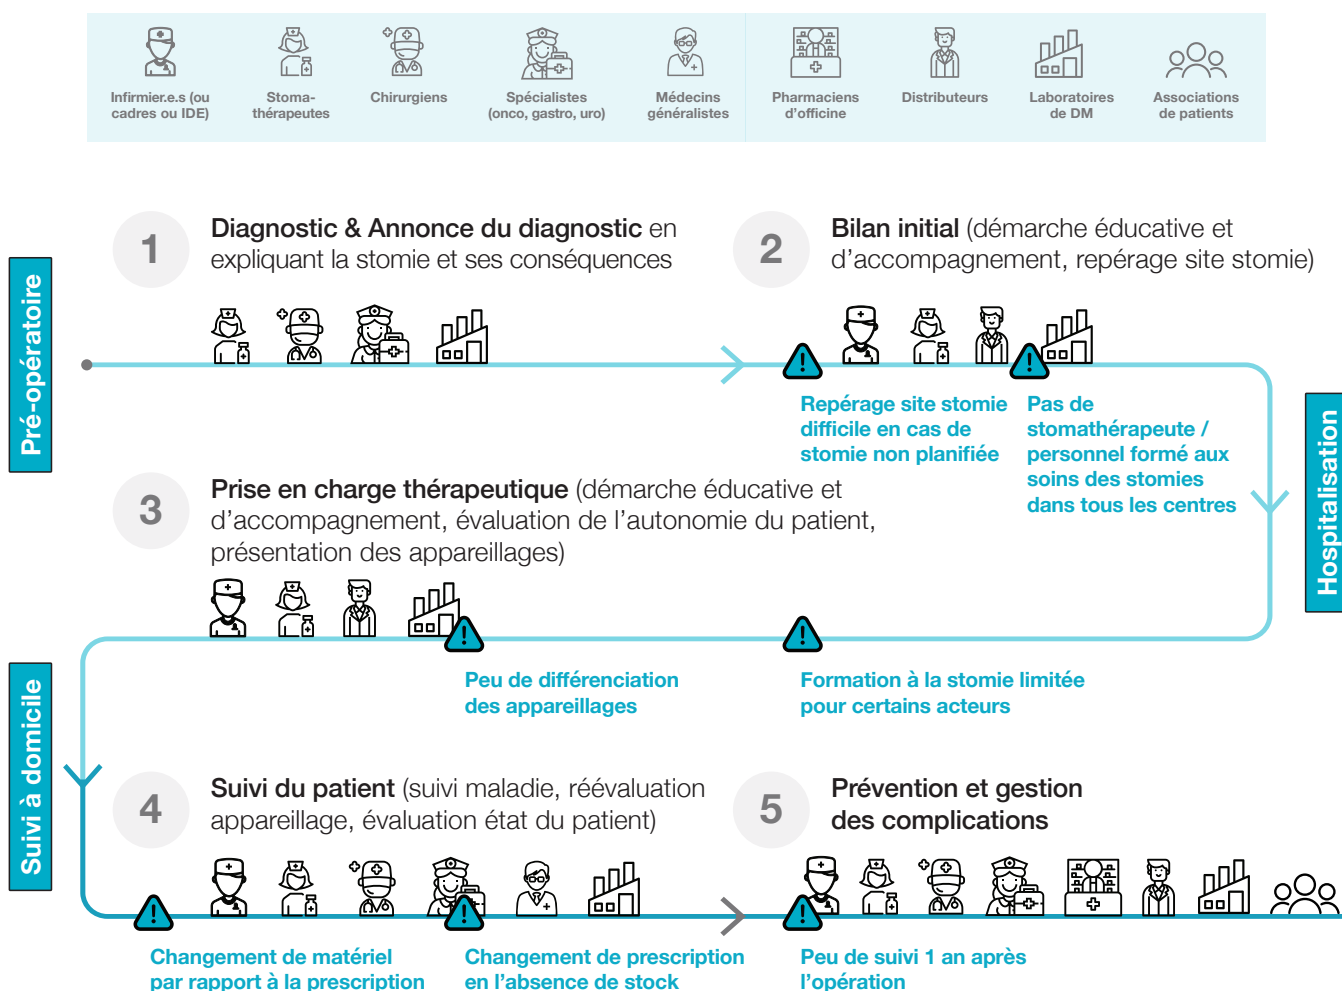 Infirmier.e.s (ou
cadres ou IDE)
Stoma-
thérapeutes
Chirurgiens
Spécialistes
(onco, gastro, uro)
Médecins
généralistes
Pharmaciens
d'officine
Distributeurs
Laboratoires
de DM
Associations
de patients
Pré-opératoire
1
Diagnostic & Annonce du diagnostic en
expliquant la stomie et ses conséquences
2
Bilan initial (démarche éducative et
d'accompagnement, repérage site stomie)
Repérage site stomie
difficile en cas de
stomie non planifiée
Pas de
stomathérapeute /
personnel formé aux
soins des stomies
dans tous les centres
Hospitalisation
3
Prise en charge thérapeutique (démarche éducative et
d'accompagnement, évaluation de l'autonomie du patient,
présentation des appareillages)
Peu de différenciation
des appareillages
Formation à la stomie limitée
pour certains acteurs
Suivi à domicile
4
Suivi du patient (suivi maladie, réévaluation
appareillage, évaluation état du patient)
5
Prévention et gestion
des complications
Changement de matériel
par rapport à la prescription
Changement de prescription
en l'absence de stock
Peu de suivi 1 an après
l'opération